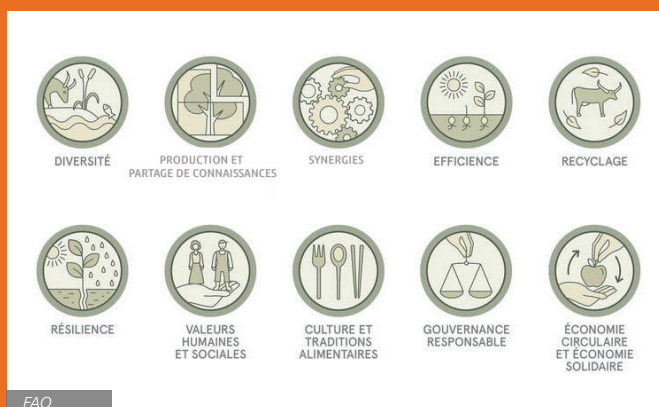 DIVERSITÉ
PRODUCTION ET
PARTAGE DE CONNAISSANCES
SYNERGIES
EFFICIENCE
RECYCLAGE
RÉSILIENCE
VALEURS
HUMAINES
ET SOCIALES
CULTURE ET
TRADITIONS
ALIMENTAIRES
GOUVERNANCE
RESPONSABLE
ÉCONOMIE
CIRCULAIRE
ET ÉCONOMIE
SOLIDAIRE
FAO